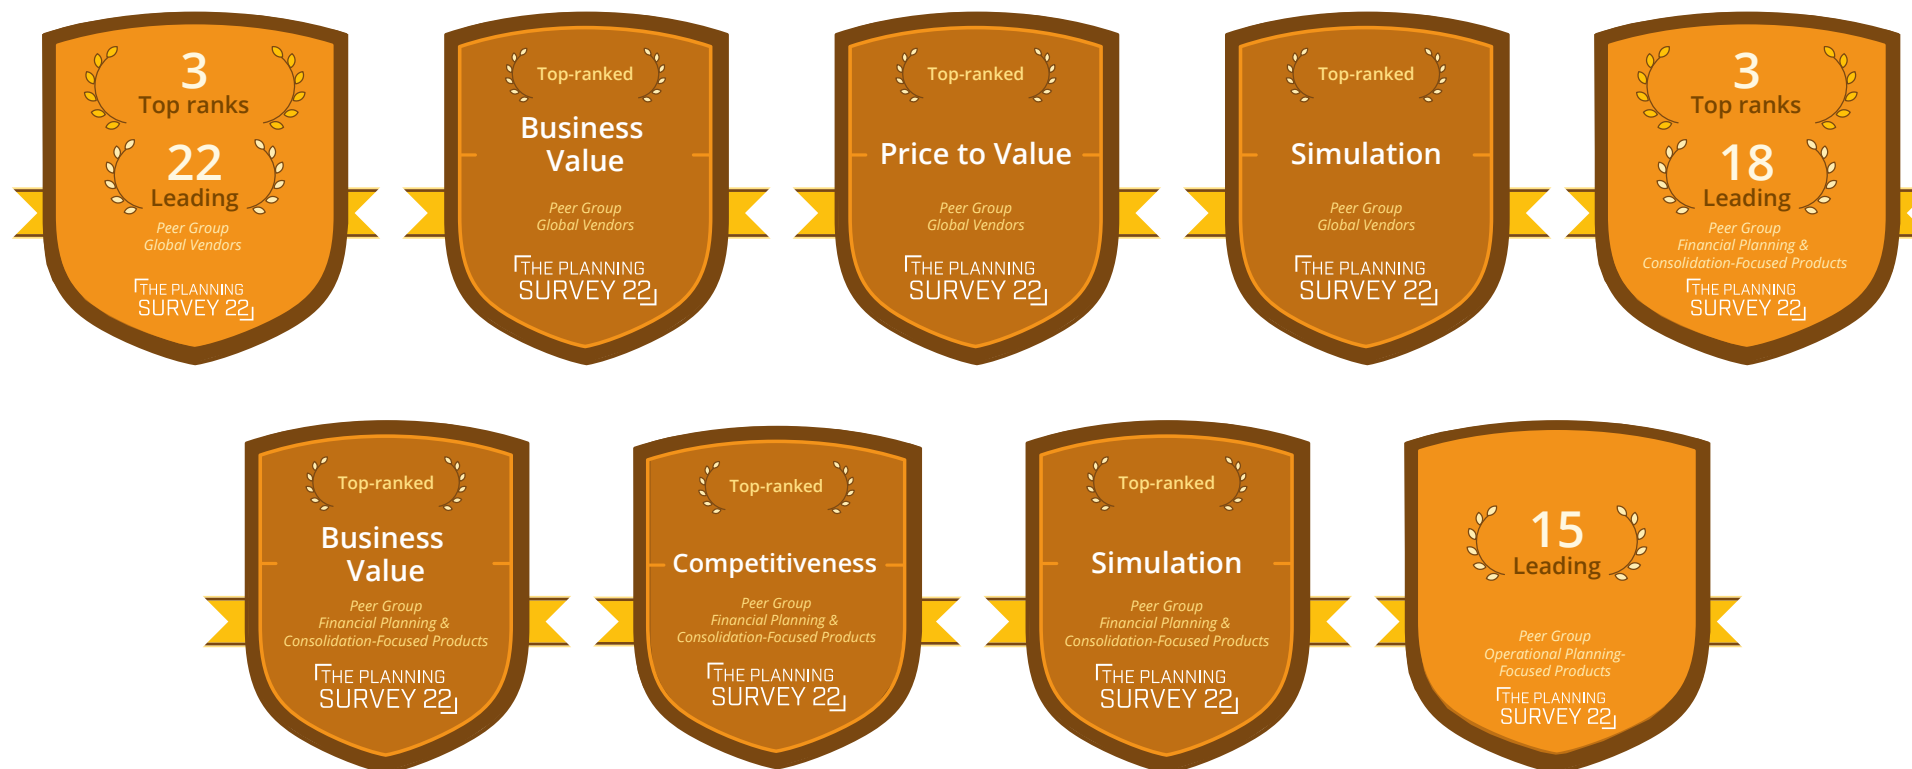 3
Top ranks
22
Leading
Peer Group
Global Vendors
THE PLANNING
SURVEY 22
Top-ranked
Business
Value
Peer Group
Global Vendors
THE PLANNING
SURVEY 22
Top-ranked
Price to Value
Peer Group
Global Vendors
THE PLANNING
SURVEY 22
Top-ranked
Simulation
Peer Group
Global Vendors
THE PLANNING
SURVEY 22
3
Top ranks
18
Leading
Peer Group
Financial Planning &
Consolidation-Focused Products
THE PLANNING
SURVEY 22
Top-ranked
Business
Value
Peer Group
Financial Planning &
Consolidation-Focused Products
THE PLANNING
SURVEY 22
Top-ranked
Competitiveness
Peer Group
Financial Planning &
Consolidation-Focused Products
THE PLANNING
SURVEY 22
Top-ranked
Simulation
Peer Group
Financial Planning &
Consolidation-Focused Products
THE PLANNING
SURVEY 22
15
Leading
Peer Group
Operational Planning-
Focused Products
THE PLANNING
SURVEY 22